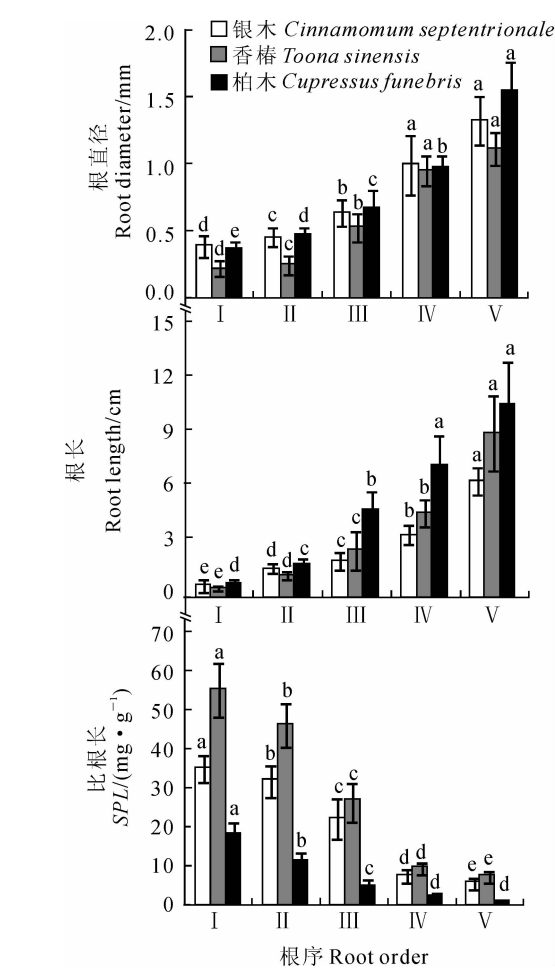 银木 Cinnamomum septentrionale
香椿 Toona sinensis
柏木 Cupressus funebris
根直径
Root diameter/mm
2.0
1.5
1.0
0.5
0.0
d d e
c c d
b b c
a a b
a a a
I II III IV V
根长
Root length/cm
15
12
9
6
3
0
e e d
d d c
c c b
b b a
a a a
I II III IV V
比根长
SPL/(mg·g⁻¹)
70
60
50
40
30
20
10
0
a a a
b b b
c c c
d d d
e e d
I II III IV V
根序 Root order